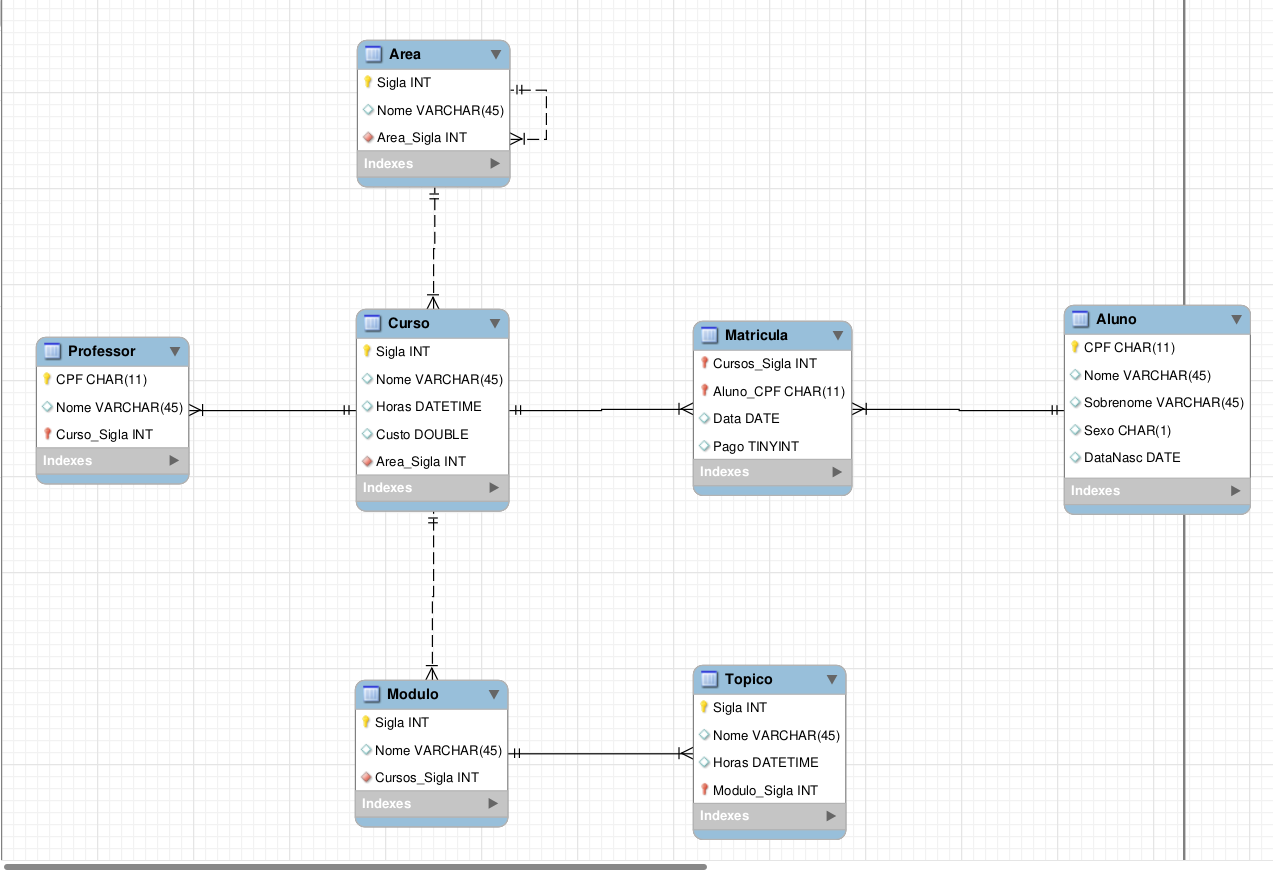 Area
Sigla INT
Nome VARCHAR(45)
Area_Sigla INT
Indexes
Professor
CPF CHAR(11)
Nome VARCHAR(45)
Curso_Sigla INT
Indexes
Curso
Sigla INT
Nome VARCHAR(45)
Horas DATETIME
Custo DOUBLE
Area_Sigla INT
Indexes
Matricula
Cursos_Sigla INT
Aluno_CPF CHAR(11)
Data DATE
Pago TINYINT
Indexes
Aluno
CPF CHAR(11)
Nome VARCHAR(45)
Sobrenome VARCHAR(45)
Sexo CHAR(1)
DataNasc DATE
Indexes
Modulo
Sigla INT
Nome VARCHAR(45)
Cursos_Sigla INT
Indexes
Topico
Sigla INT
Nome VARCHAR(45)
Horas DATETIME
Modulo_Sigla INT
Indexes